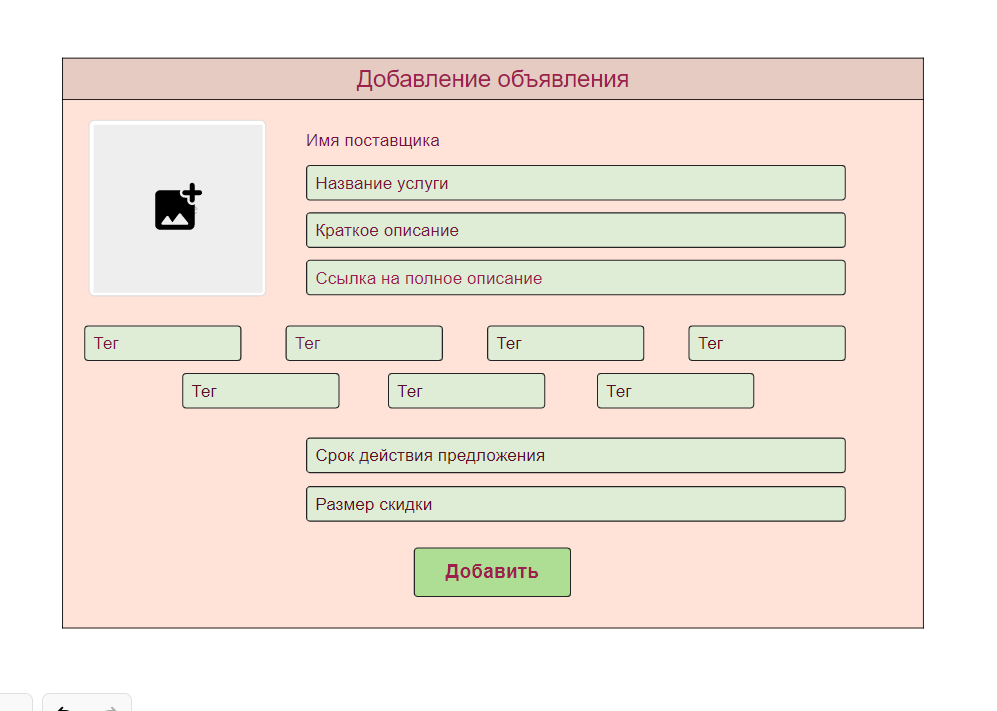 Добавление объявления
Имя поставщика
Название услуги
Краткое описание
Ссылка на полное описание
Тег Тег Тег Тег
Тег Тег Тег
Срок действия предложения
Размер скидки
Добавить